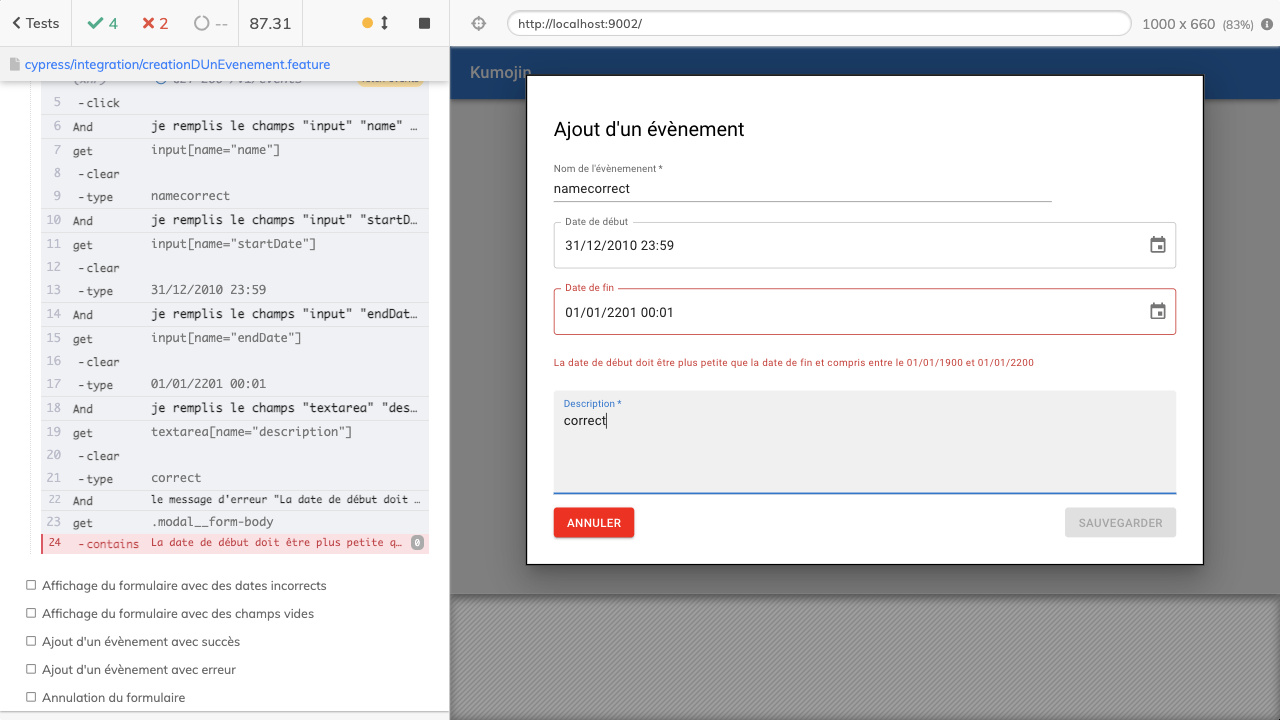 Tests
4
2
--
87.31
http://localhost:9002/
1000 x 660 (83%)
cypress/integration/creationDUnEvenement.feature
5 -click
6 And je remplis le champs "input" "name" …
7 get input[name="name"]
8 -clear
9 -type namecorrect
10 And je remplis le champs "input" "startD…
11 get input[name="startDate"]
12 -clear
13 -type 31/12/2010 23:59
14 And je remplis le champs "input" "endDat…
15 get input[name="endDate"]
16 -clear
17 -type 01/01/2201 00:01
18 And je remplis le champs "textarea" "des…
19 get textarea[name="description"]
20 -clear
21 -type correct
22 And le message d'erreur "La date de début doit …
23 get .modal__form-body
24 -contains La date de début doit être plus petite q… 0
Affichage du formulaire avec des dates incorrects
Affichage du formulaire avec des champs vides
Ajout d'un évènement avec succès
Ajout d'un évènement avec erreur
Annulation du formulaire
Kumojin
Ajout d'un évènement
Nom de l'évènemenent *
namecorrect
Date de début
31/12/2010 23:59
Date de fin
01/01/2201 00:01
La date de début doit être plus petite que la date de fin et compris entre le 01/01/1900 et 01/01/2200
Description *
correct
ANNULER
SAUVEGARDER